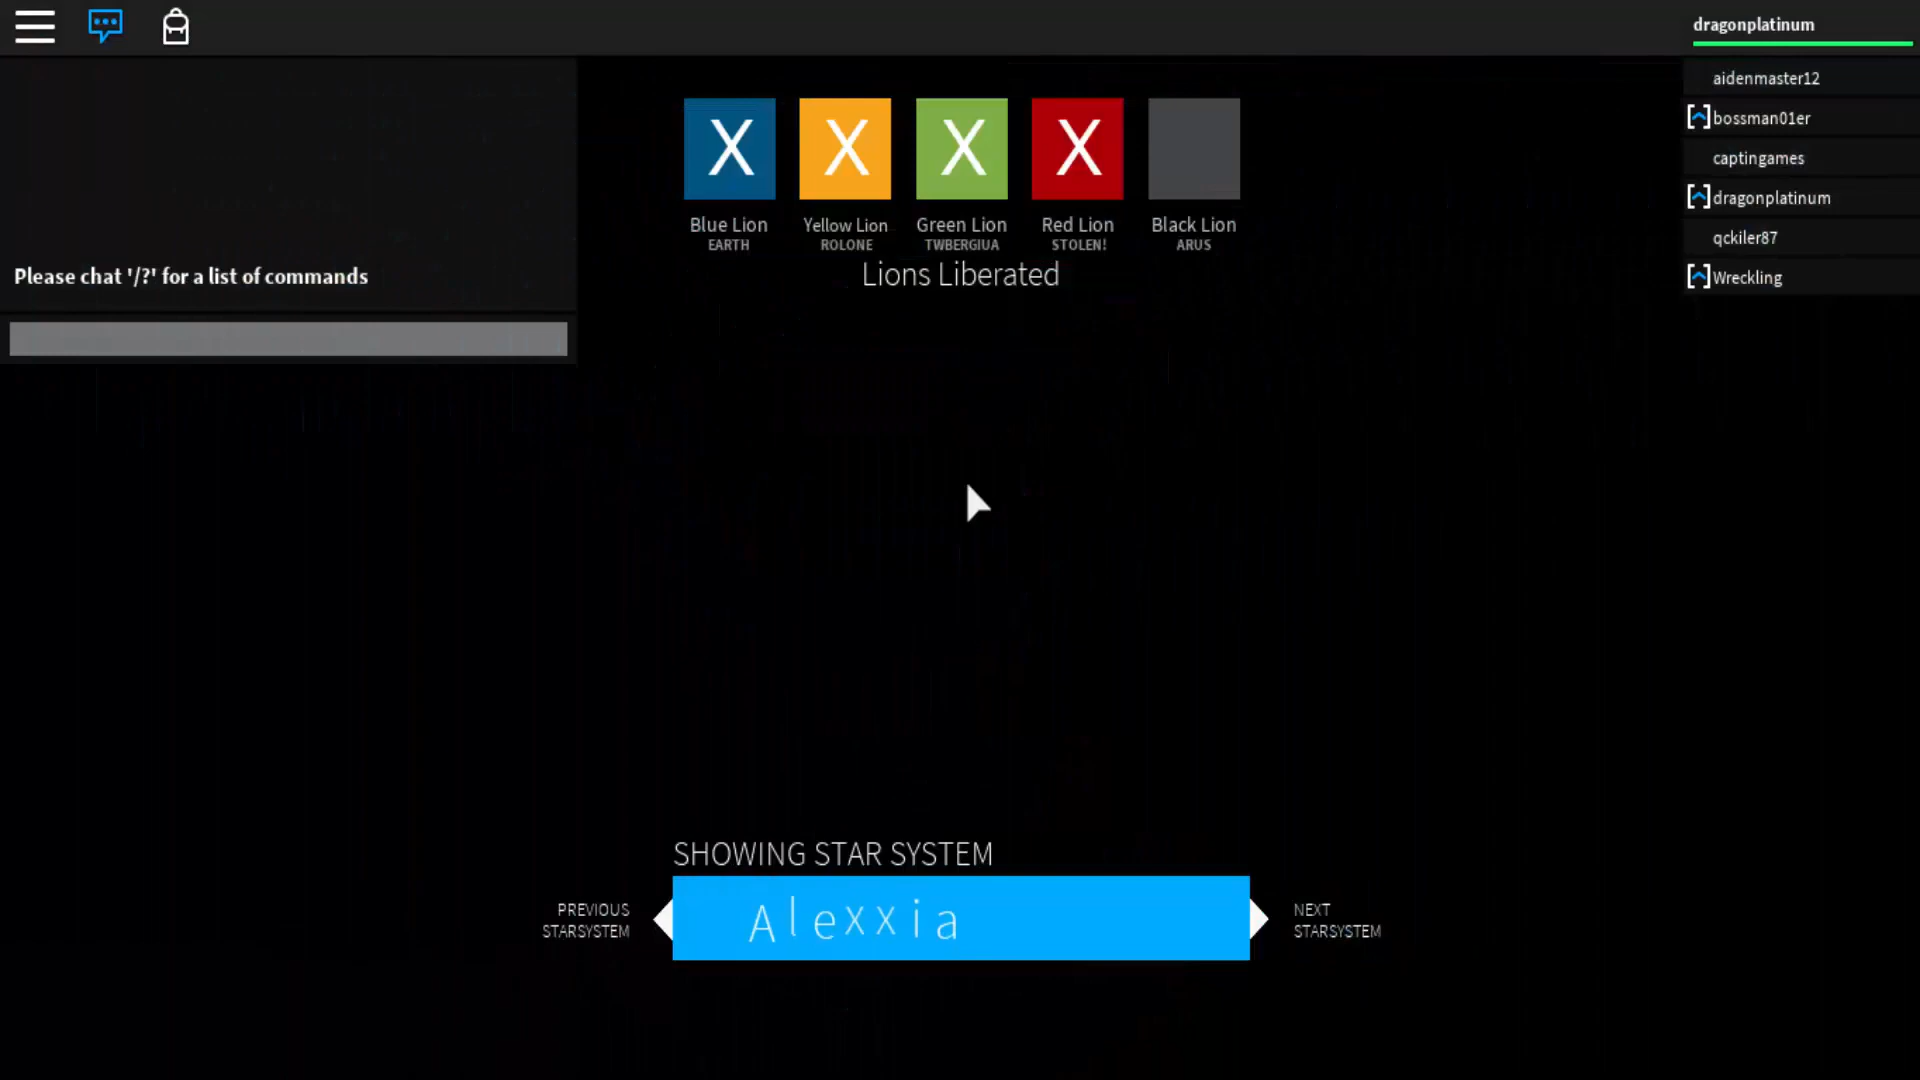 dragonplatinum
aidenmaster12
bossman01er
captingames
dragonplatinum
qckiler87
Wreckling
X X X X
Blue Lion Yellow Lion Green Lion Red Lion Black Lion
EARTH ROLONE TWBERGIUA STOLEN! ARUS
Lions Liberated
Please chat '/?' for a list of commands
SHOWING STAR SYSTEM
PREVIOUS
STARSYSTEM
Alexxia
NEXT
STARSYSTEM